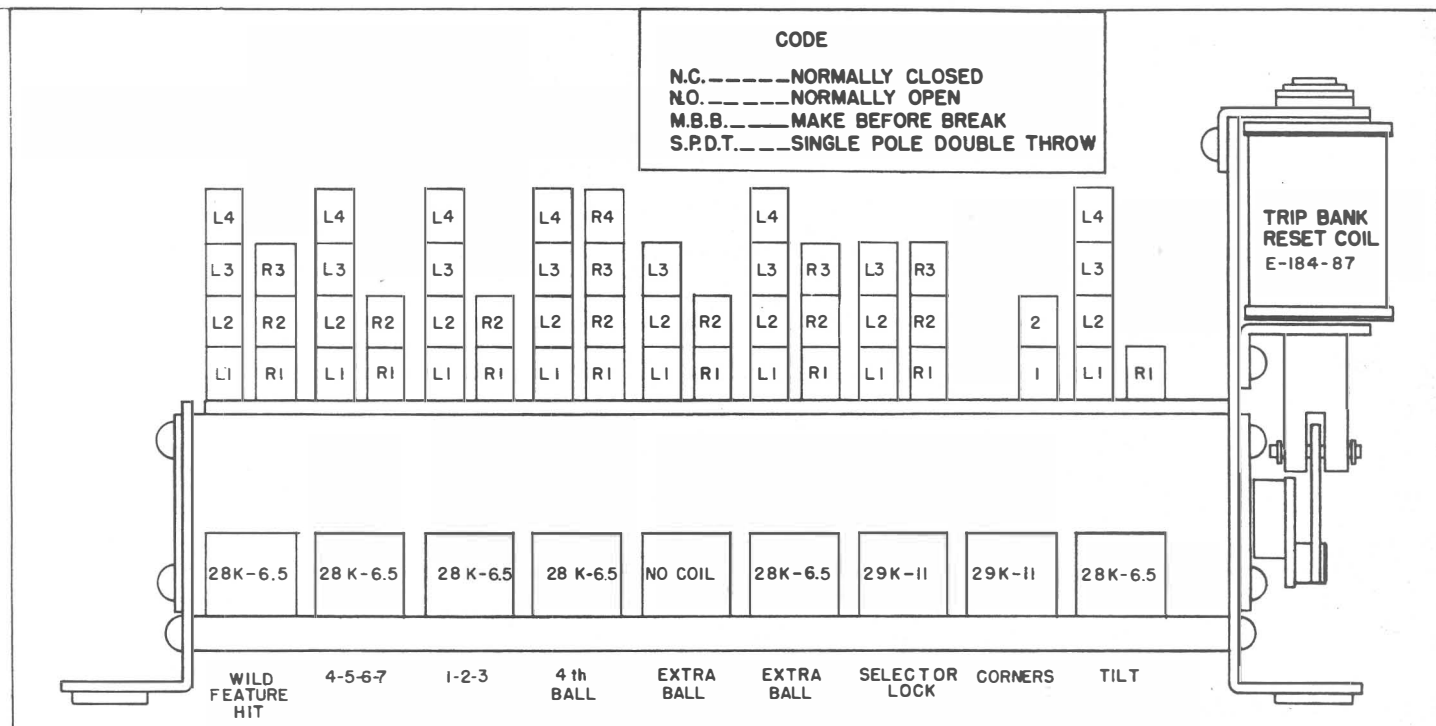 CODE
N.C.-----NORMALLY CLOSED
N.O.-----NORMALLY OPEN
M.B.B.----MAKE BEFORE BREAK
S.P.D.T.---SINGLE POLE DOUBLE THROW
L4 L4 L4 L4 R4 L4 L4
L3 R3 L3 L3 L3 R3 L3 L3 R3 L3 R3 L3
L2 R2 L2 R2 L2 R2 L2 R2 L2 R2 L2 R2 L2 R2 2 L2
L1 R1 L1 R1 L1 R1 L1 R1 L1 R1 L1 R1 L1 R1 1 L1 R1
TRIP BANK
RESET COIL
E-184-87
28K-6.5 28K-6.5 28K-6.5 28K-6.5 NO COIL 28K-6.5 29K-11 29K-11 28K-6.5
WILD
FEATURE
HIT
4-5-6-7
1-2-3
4th
BALL
EXTRA
BALL
EXTRA
BALL
SELECTOR
LOCK
CORNERS
TILT